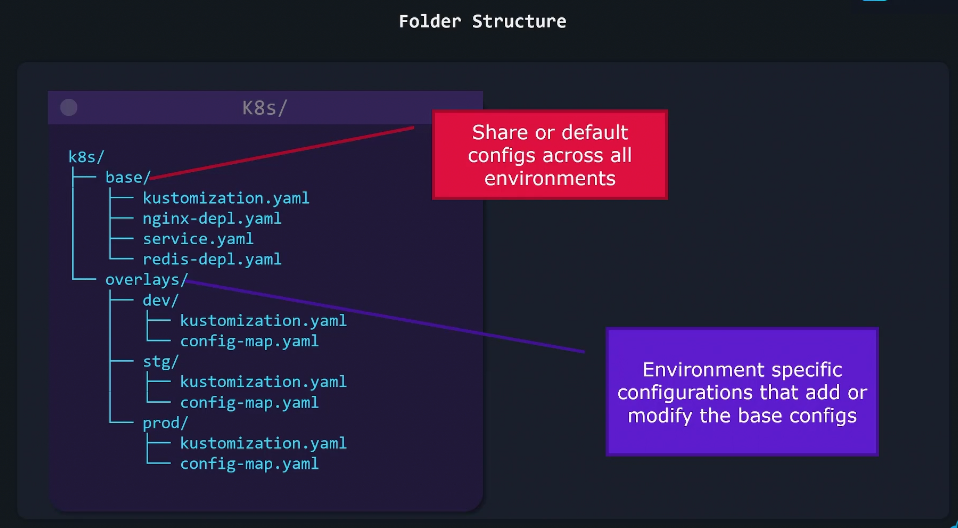 Folder Structure
K8s/
Share or default
configs across all
environments
k8s/
├── base/
│   ├── kustomization.yaml
│   ├── nginx-depl.yaml
│   ├── service.yaml
│   └── redis-depl.yaml
└── overlays/
    ├── dev/
    │   ├── kustomization.yaml
    │   └── config-map.yaml
    ├── stg/
    │   ├── kustomization.yaml
    │   └── config-map.yaml
    └── prod/
        ├── kustomization.yaml
        └── config-map.yaml
Environment specific
configurations that add or
modify the base configs